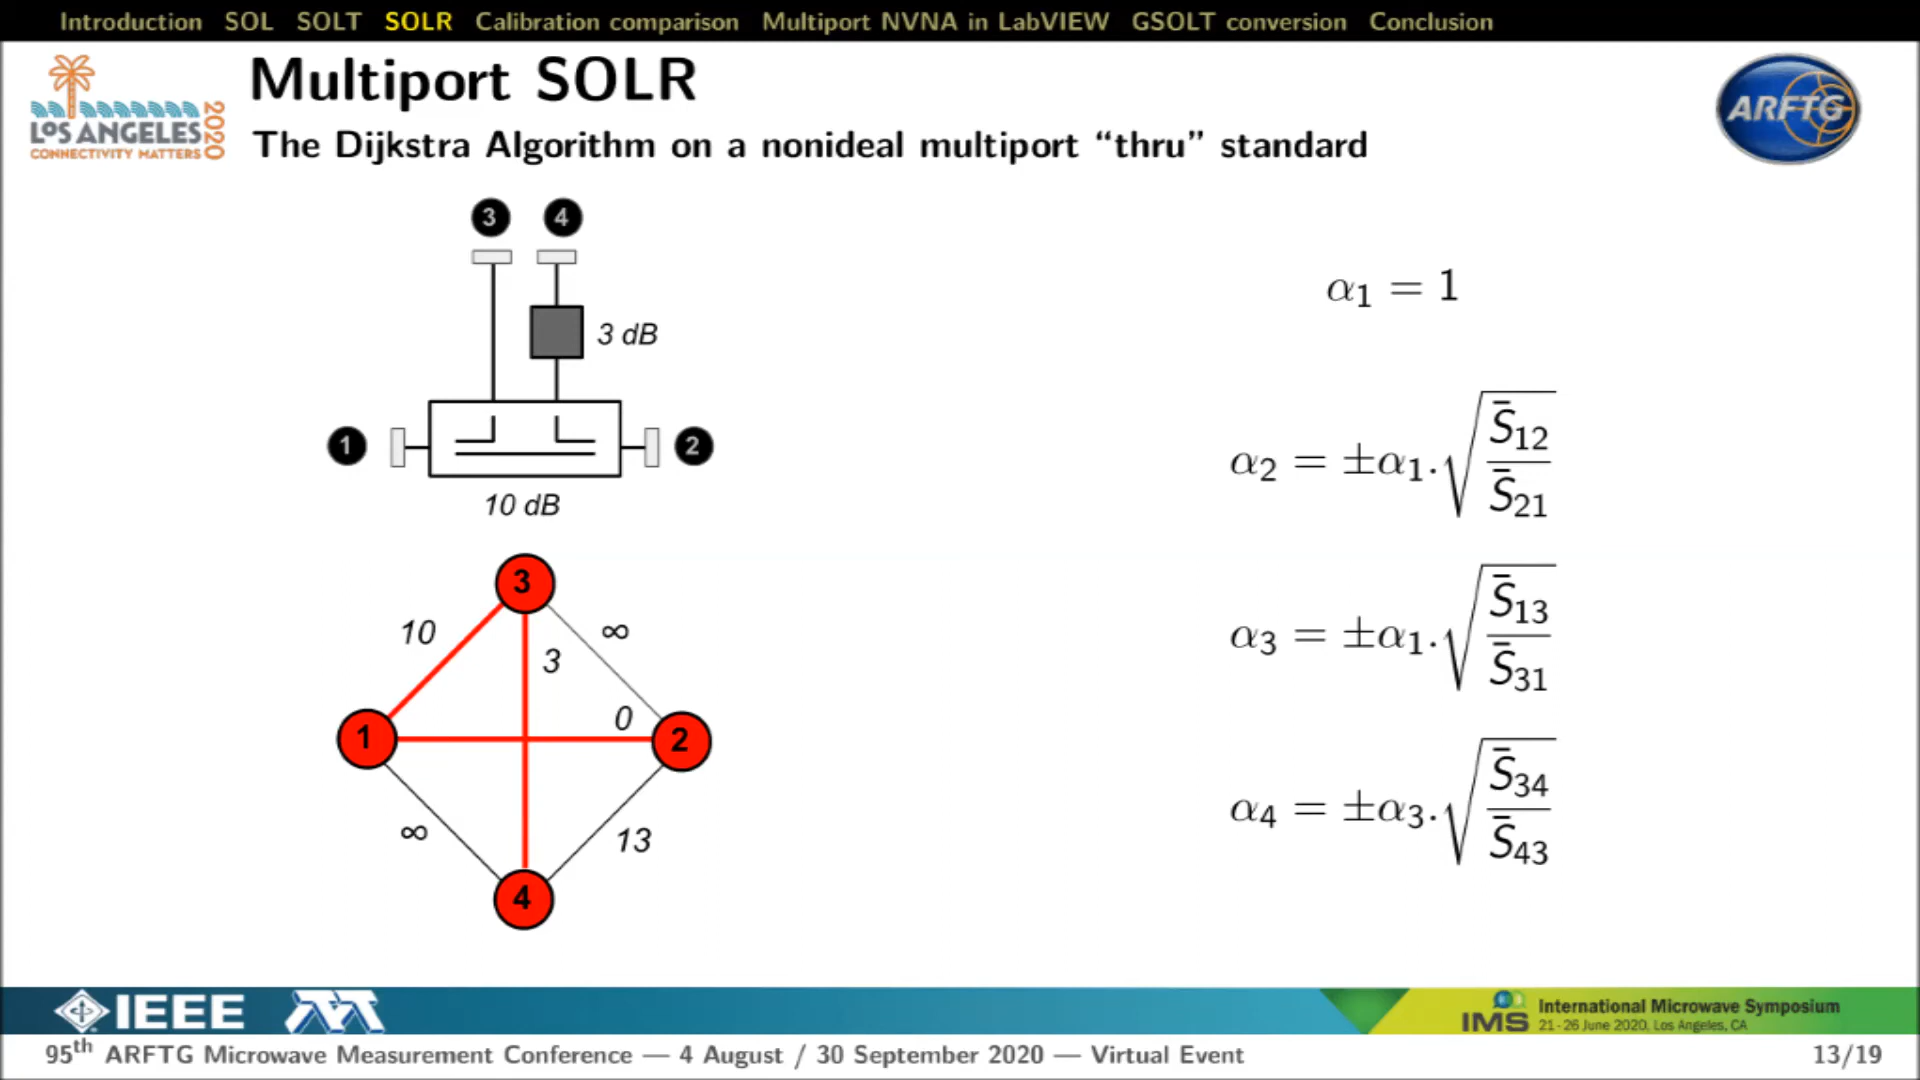 Introduction SOL SOLT SOLR Calibration comparison Multiport NVNA in LabVIEW GSOLT conversion Conclusion
Multiport SOLR
The Dijkstra Algorithm on a nonideal multiport “thru” standard
LOS ANGELES 2020
CONNECTIVITY MATTERS
ARFTG
3 4
3 dB
1 2
10 dB
3
10 ∞
3
0
1 2
∞ 13
4
α₁ = 1
α₂ = ±α₁.√(S̄₁₂/S̄₂₁)
α₃ = ±α₁.√(S̄₁₃/S̄₃₁)
α₄ = ±α₃.√(S̄₃₄/S̄₄₃)
IEEE
IMS
International Microwave Symposium
21-26 June 2020, Los Angeles, CA
95th ARFTG Microwave Measurement Conference — 4 August / 30 September 2020 — Virtual Event
13/19